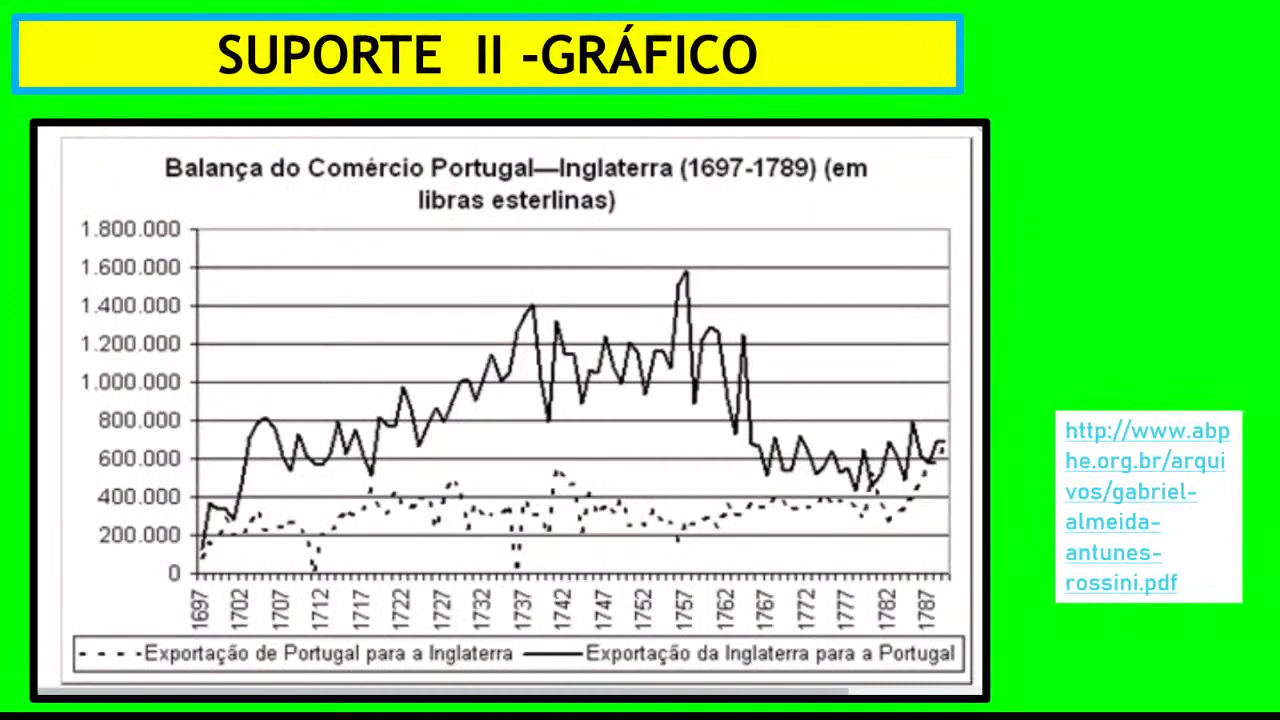 SUPORTE II -GRÁFICO
Balança do Comércio Portugal—Inglaterra (1697-1789) (em
libras esterlinas)
1.800.000
1.600.000
1.400.000
1.200.000
1.000.000
800.000
600.000
400.000
200.000
0
1697
1702
1707
1712
1717
1722
1727
1732
1737
1742
1747
1752
1757
1762
1767
1772
1777
1782
1787
Exportação de Portugal para a Inglaterra
Exportação da Inglaterra para a Portugal
http://www.abp
he.org.br/arqui
vos/gabriel-
almeida-
antunes-
rossini.pdf